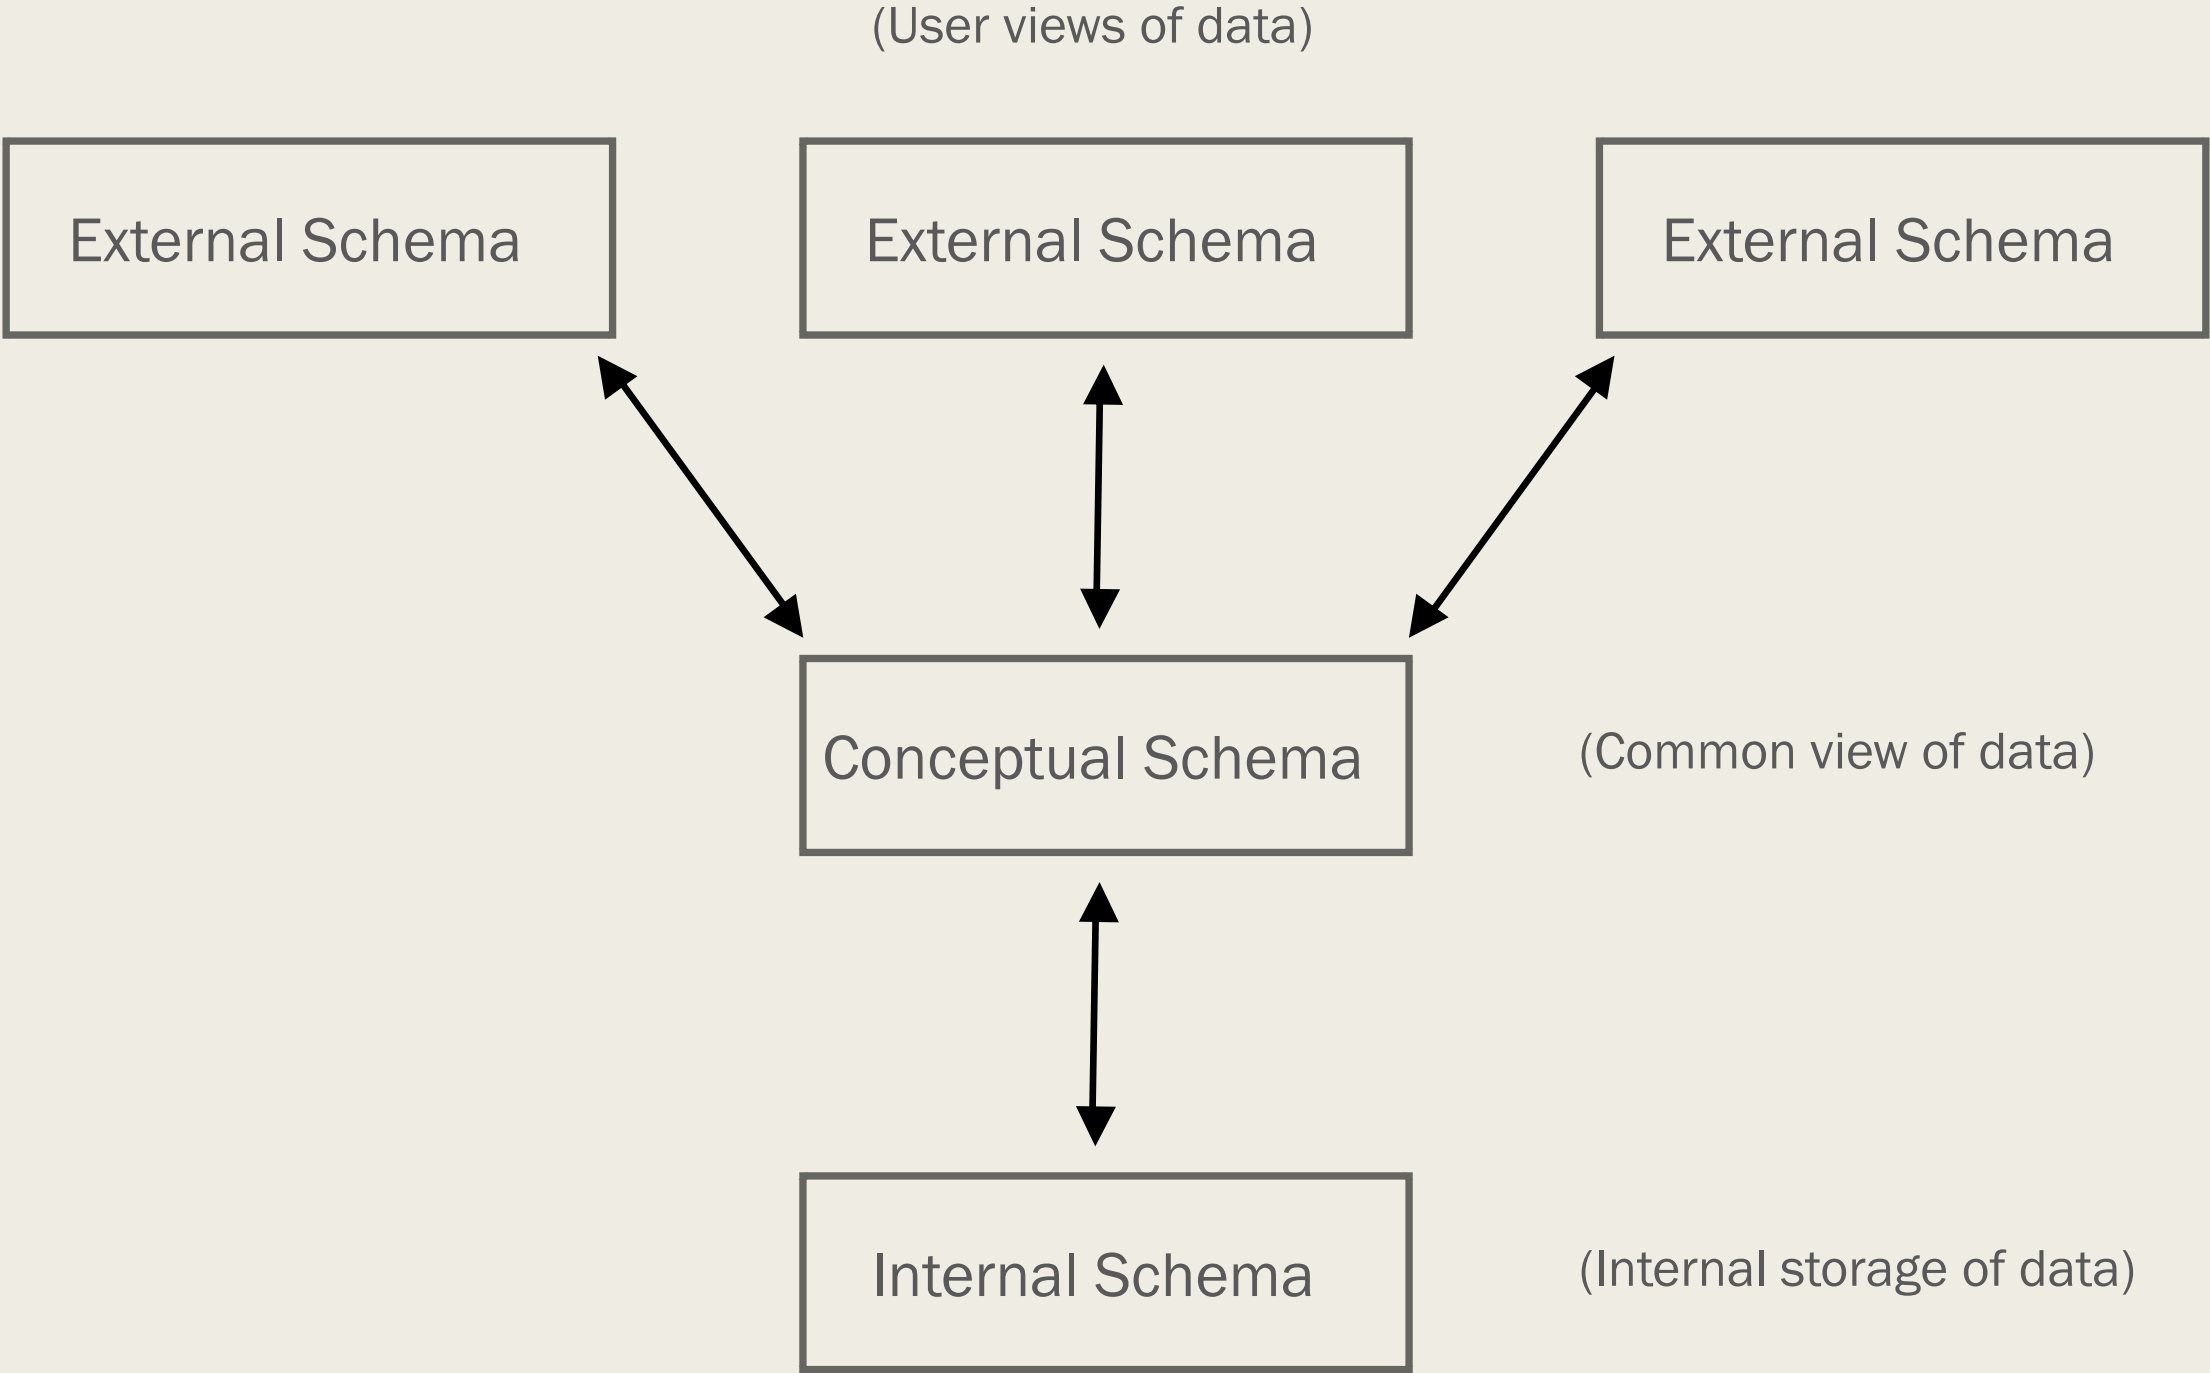 (User views of data)
External Schema
External Schema
External Schema
Conceptual Schema
(Common view of data)
Internal Schema
(Internal storage of data)